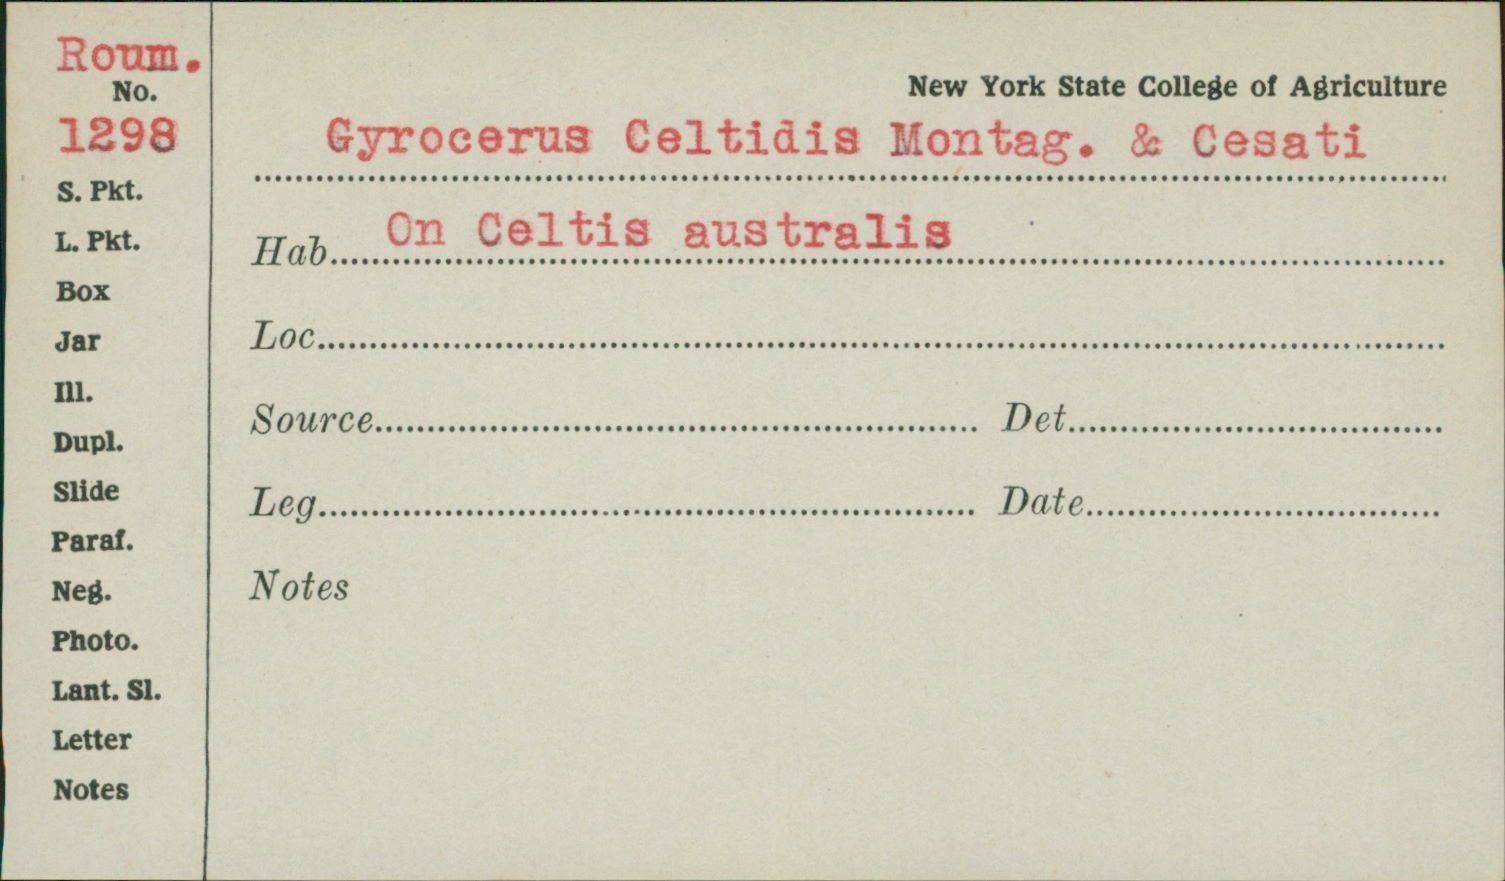 Roum.
No.
1298
S. Pkt.
L. Pkt.
Box
Jar
Ill.
Dupl.
Slide
Paraf.
Neg.
Photo.
Lant. Sl.
Letter
Notes
New York State College of Agriculture
Gyrocerus Celtidis Montag. & Cesati
Hab. On Celtis australis
Loc.
Source Det.
Leg. Date
Notes